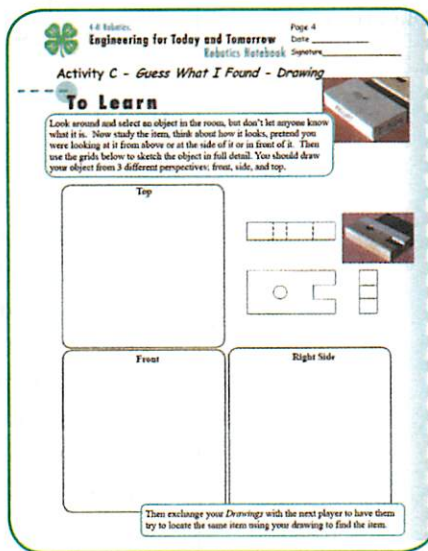 4-H Robotics
Page 4
Engineering for Today and Tomorrow
Date
Robotics Notebook
Signature
Activity C - Guess What I Found - Drawing
To Learn
Look around and select an object in the room, but don't let anyone know
what it is. Now study the item, think about how it looks, pretend you
were looking at it from above or at the side of it or in front of it. Then
use the grids below to sketch the object in full detail. You should draw
your object from 3 different perspectives; front, side, and top.
Top
Front
Right Side
Then exchange your Drawings with the next player to have them
try to locate the same item using your drawing to find the item.